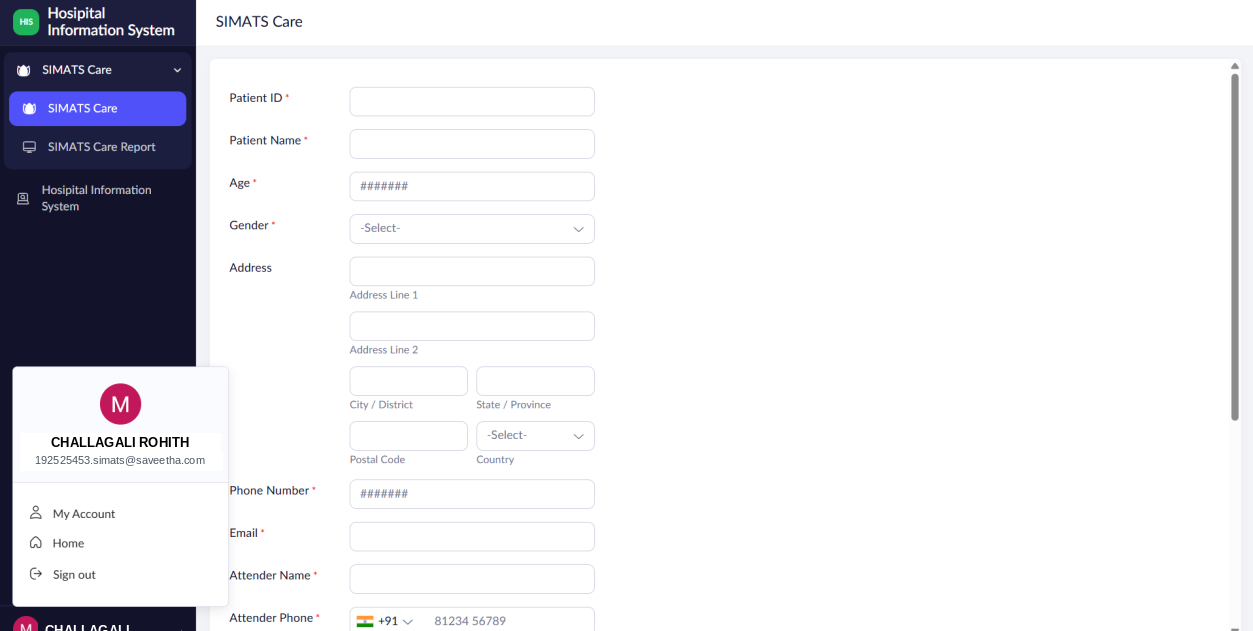 HIS
Hosipital
Information System
SIMATS Care
SIMATS Care
SIMATS Care
SIMATS Care Report
Hosipital Information
System
Patient ID *
Patient Name *
Age *
#######
Gender *
-Select-
Address
Address Line 1
Address Line 2
City / District
State / Province
-Select-
Postal Code
Country
Phone Number *
#######
Email *
Attender Name *
Attender Phone *
+91
81234 56789
M
CHALLAGALI ROHITH
192525453.simats@saveetha.com
My Account
Home
Sign out
M
CHALLAGALI